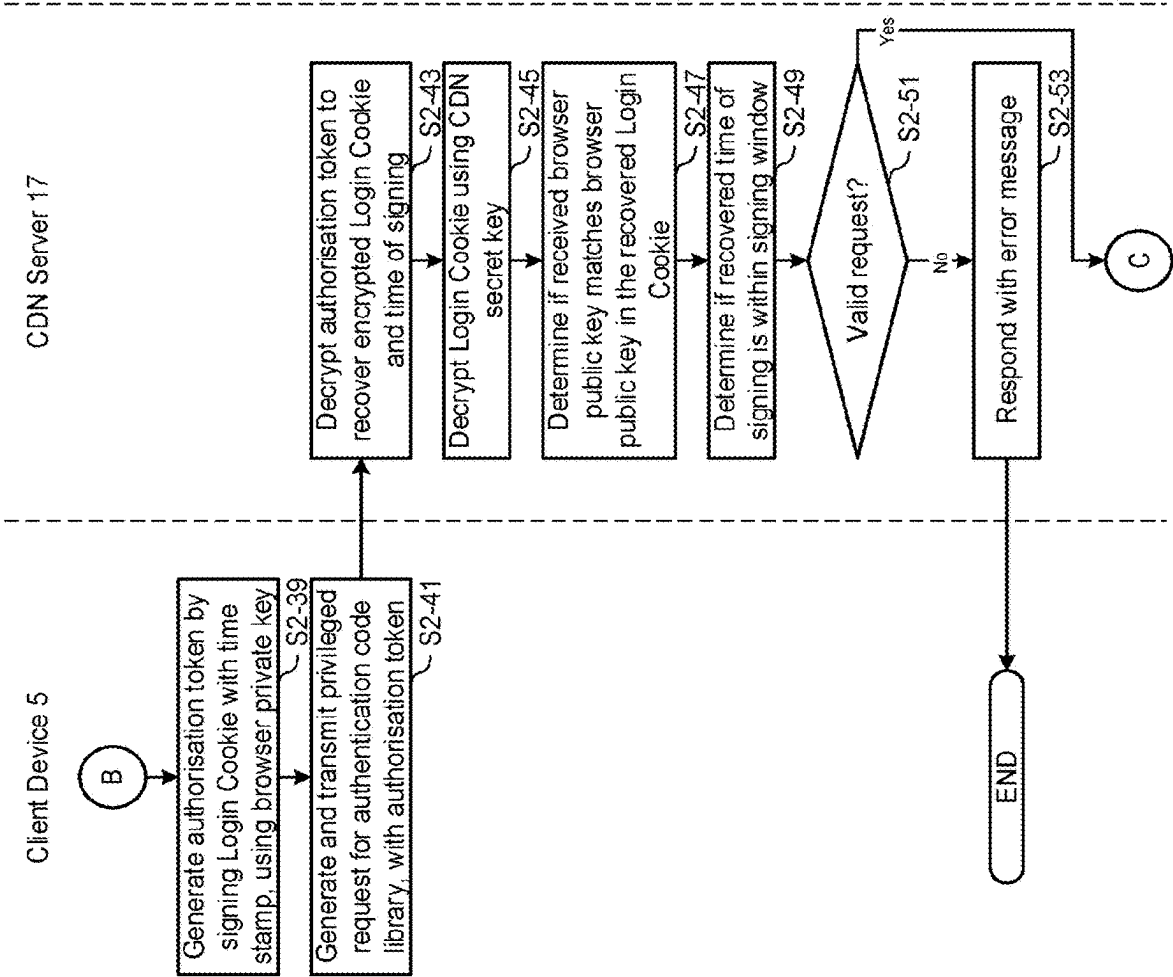 Client Device 5
CDN Server 17
B
Generate authorisation token by
signing Login Cookie with time
stamp, using browser private key
S2-39
Generate and transmit privileged
request for authentication code
library, with authorisation token
S2-41
Decrypt authorisation token to
recover encrypted Login Cookie
and time of signing
S2-43
Decrypt Login Cookie using CDN
secret key
S2-45
Determine if received browser
public key matches browser
public key in the recovered Login
Cookie
S2-47
Determine if recovered time of
signing is within signing window
S2-49
Valid request?
S2-51
Yes
No
Respond with error message
S2-53
END
C